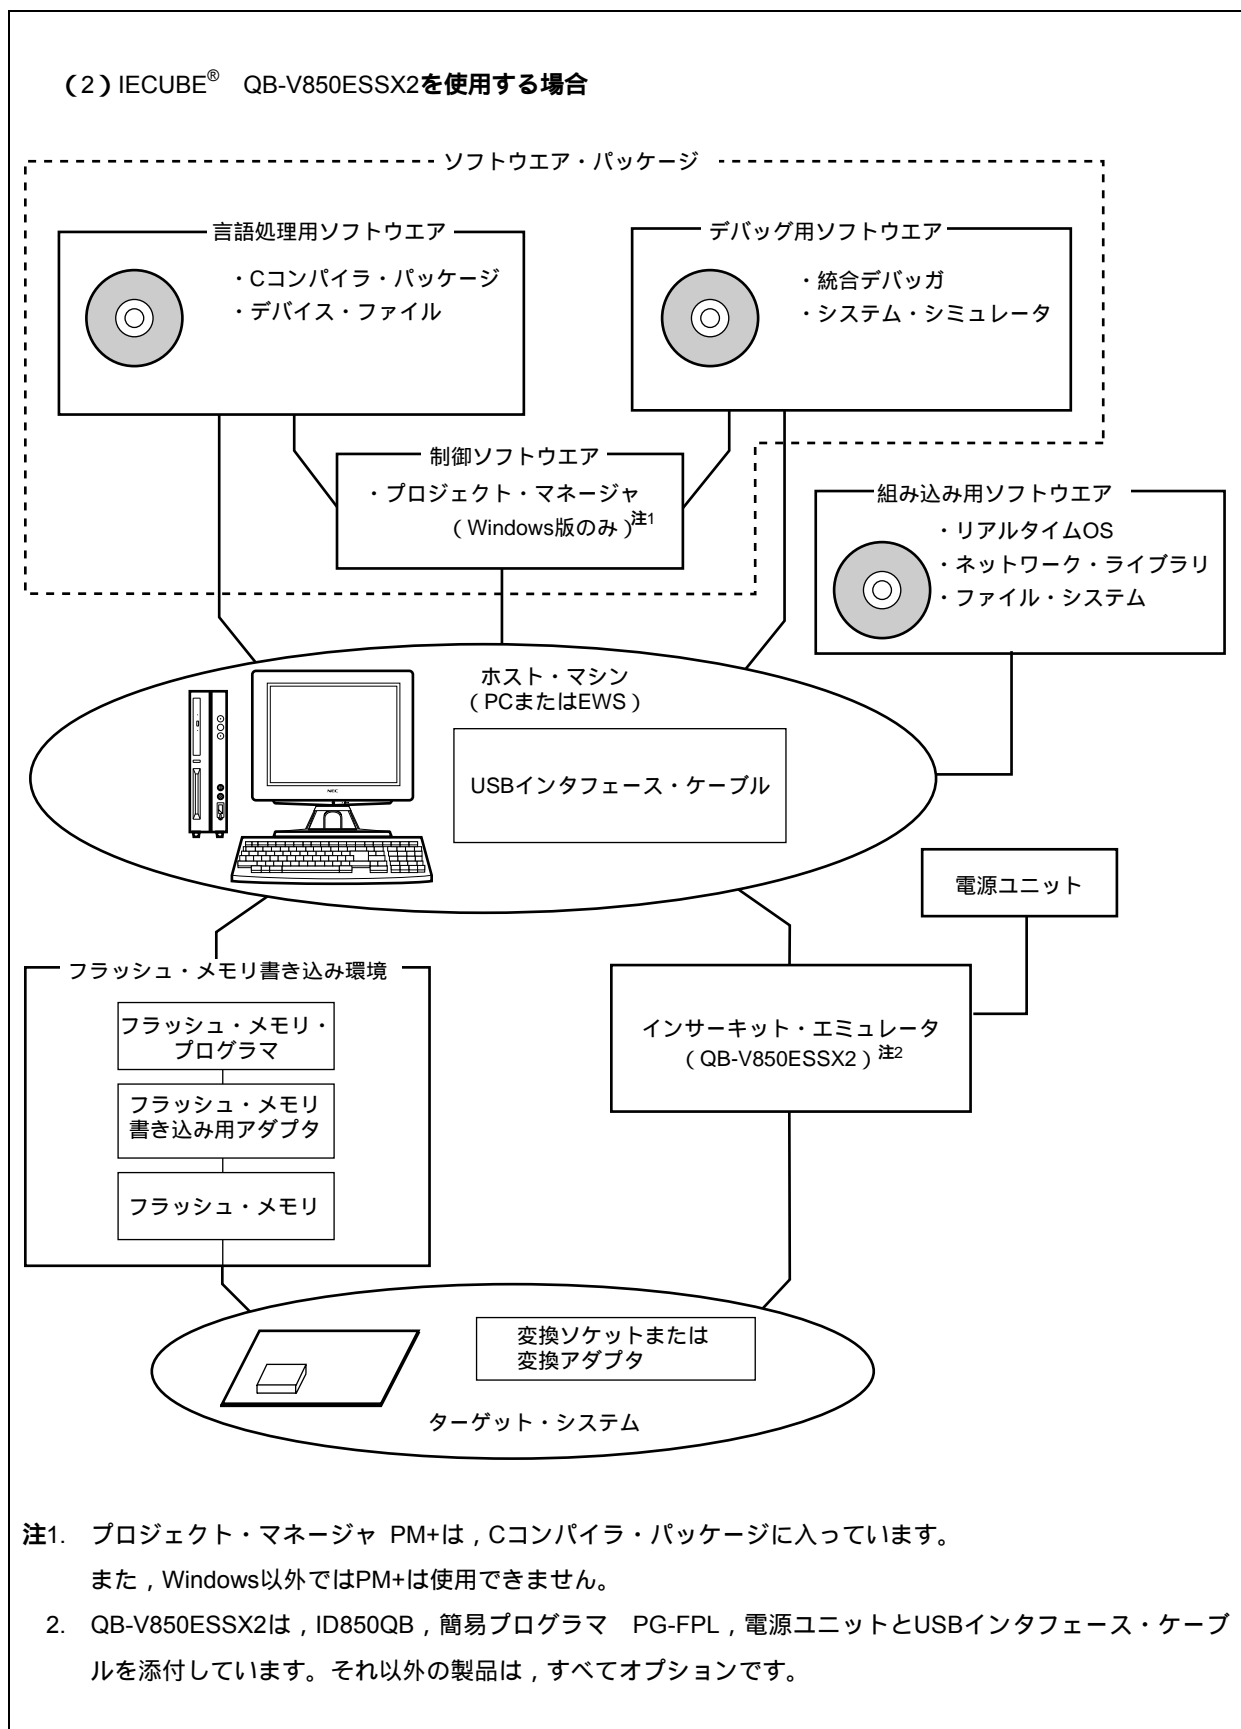 （2）IECUBE® QB-V850ESSX2を使用する場合
ソフトウエア・パッケージ
言語処理用ソフトウエア
・Cコンパイラ・パッケージ
・デバイス・ファイル
デバッグ用ソフトウエア
・統合デバッガ
・システム・シミュレータ
制御ソフトウエア
・プロジェクト・マネージャ
（Windows版のみ）注1
組み込み用ソフトウエア
・リアルタイムOS
・ネットワーク・ライブラリ
・ファイル・システム
ホスト・マシン
（PCまたはEWS）
USBインタフェース・ケーブル
NEC
電源ユニット
フラッシュ・メモリ書き込み環境
フラッシュ・メモリ・
プログラマ
フラッシュ・メモリ
書き込み用アダプタ
フラッシュ・メモリ
インサーキット・エミュレータ
（QB-V850ESSX2）注2
変換ソケットまたは
変換アダプタ
ターゲット・システム
注1. プロジェクト・マネージャ PM+は，Cコンパイラ・パッケージに入っています。
また，Windows以外ではPM+は使用できません。
2. QB-V850ESSX2は，ID850QB，簡易プログラマ PG-FPL，電源ユニットとUSBインタフェース・ケーブ
ルを添付しています。それ以外の製品は，すべてオプションです。